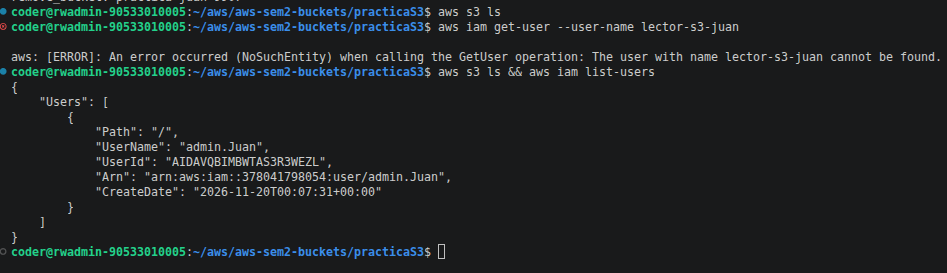 coder@rwadmin-90533010005:~/aws/aws-sem2-buckets/practicaS3$ aws s3 ls
coder@rwadmin-90533010005:~/aws/aws-sem2-buckets/practicaS3$ aws iam get-user --user-name lector-s3-juan
aws: [ERROR]: An error occurred (NoSuchEntity) when calling the GetUser operation: The user with name lector-s3-juan cannot be found.
coder@rwadmin-90533010005:~/aws/aws-sem2-buckets/practicaS3$ aws s3 ls && aws iam list-users
{
    "Users": [
        {
            "Path": "/",
            "UserName": "admin.Juan",
            "UserId": "AIDAVQBIMBWTAS3R3WEZL",
            "Arn": "arn:aws:iam::378041798054:user/admin.Juan",
            "CreateDate": "2026-11-20T00:07:31+00:00"
        }
    ]
}
coder@rwadmin-90533010005:~/aws/aws-sem2-buckets/practicaS3$